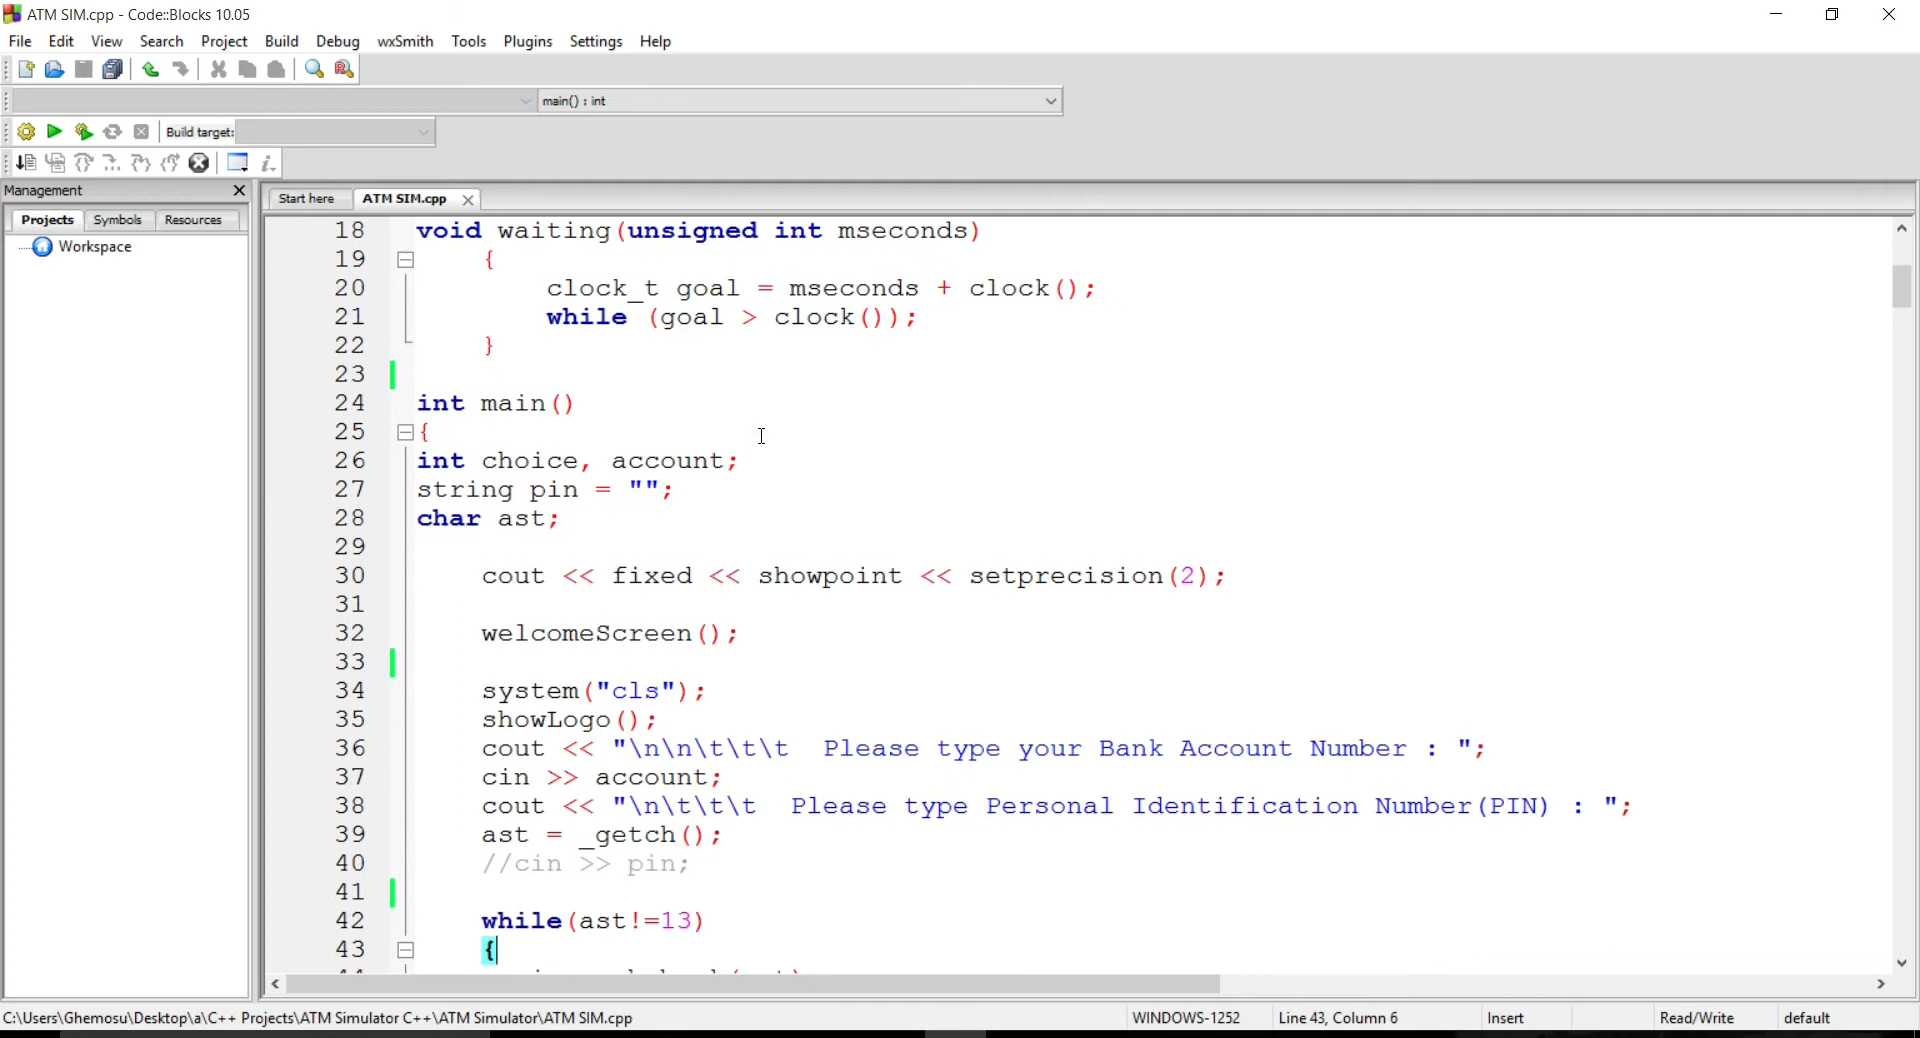 ATM SIM.cpp - Code::Blocks 10.05
File Edit View Search Project Build Debug wxSmith Tools Plugins Settings Help
main() : int
Build target:
Management
Projects Symbols Resources
Workspace
Start here ATM SIM.cpp
18 void waiting(unsigned int mseconds)
19 {
20 clock_t goal = mseconds + clock();
21 while (goal > clock());
22 }
23
24 int main()
25 {
26 int choice, account;
27 string pin = "";
28 char ast;
29
30 cout << fixed << showpoint << setprecision(2);
31
32 welcomeScreen();
33
34 system("cls");
35 showLogo();
36 cout << "\n\n\t\t\t  Please type your Bank Account Number : ";
37 cin >> account;
38 cout << "\n\t\t\t  Please type Personal Identification Number(PIN) : ";
39 ast = _getch();
40 //cin >> pin;
41
42 while(ast!=13)
43 {
C:\Users\Ghemosu\Desktop\a\C++ Projects\ATM Simulator C++\ATM Simulator\ATM SIM.cpp WINDOWS-1252 Line 43, Column 6 Insert Read/Write default